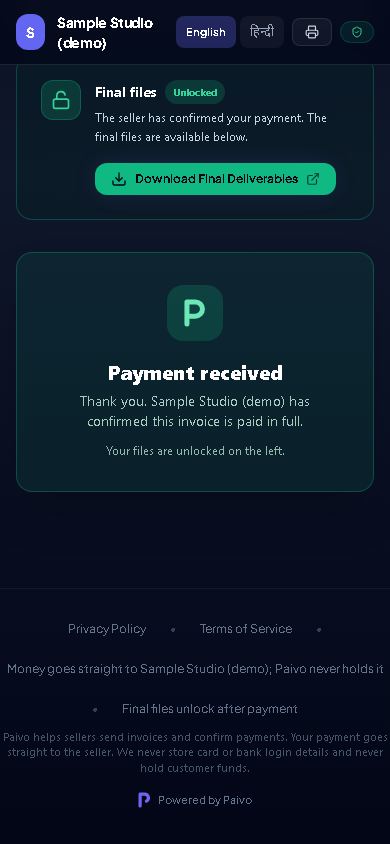 S
Sample Studio
(demo)
English
हिन्दी
Final files
Unlocked
The seller has confirmed your payment. The
final files are available below.
Download Final Deliverables
P
Payment received
Thank you. Sample Studio (demo) has
confirmed this invoice is paid in full.
Your files are unlocked on the left.
Privacy Policy • Terms of Service •
Money goes straight to Sample Studio (demo); Paivo never holds it
• Final files unlock after payment
Paivo helps sellers send invoices and confirm payments. Your payment goes
straight to the seller. We never store card or bank login details and never
hold customer funds.
P Powered by Paivo